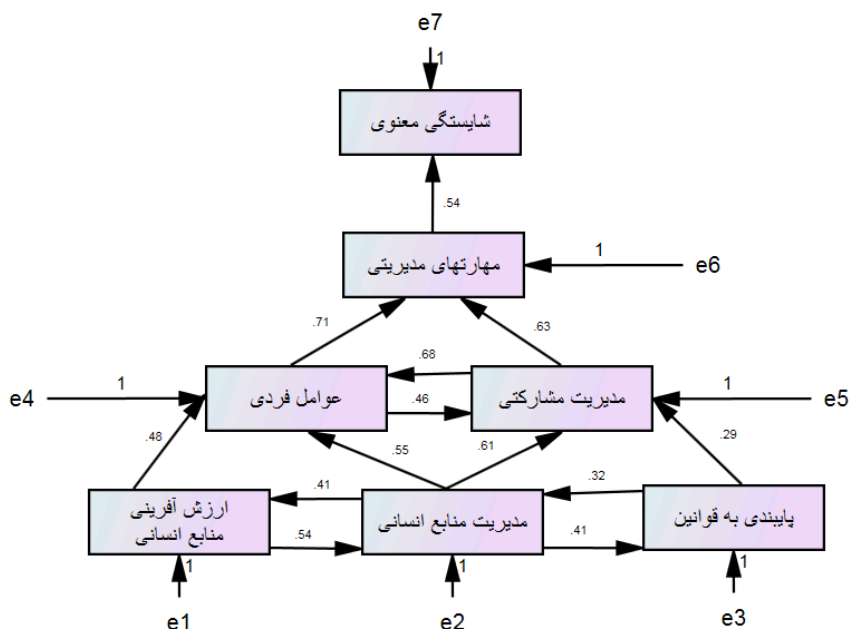 e7
1
شایستگی معنوی
.54
مهارتهای مدیریتی
1
e6
.71
.63
e4
1
عوامل فردی
.68
.46
مدیریت مشارکتی
1
e5
.48
.55
.61
.29
ارزش آفرینی
منابع انسانی
.41
.54
مدیریت منابع انسانی
.32
.41
پایبندی به قوانین
1
1
1
e1
e2
e3